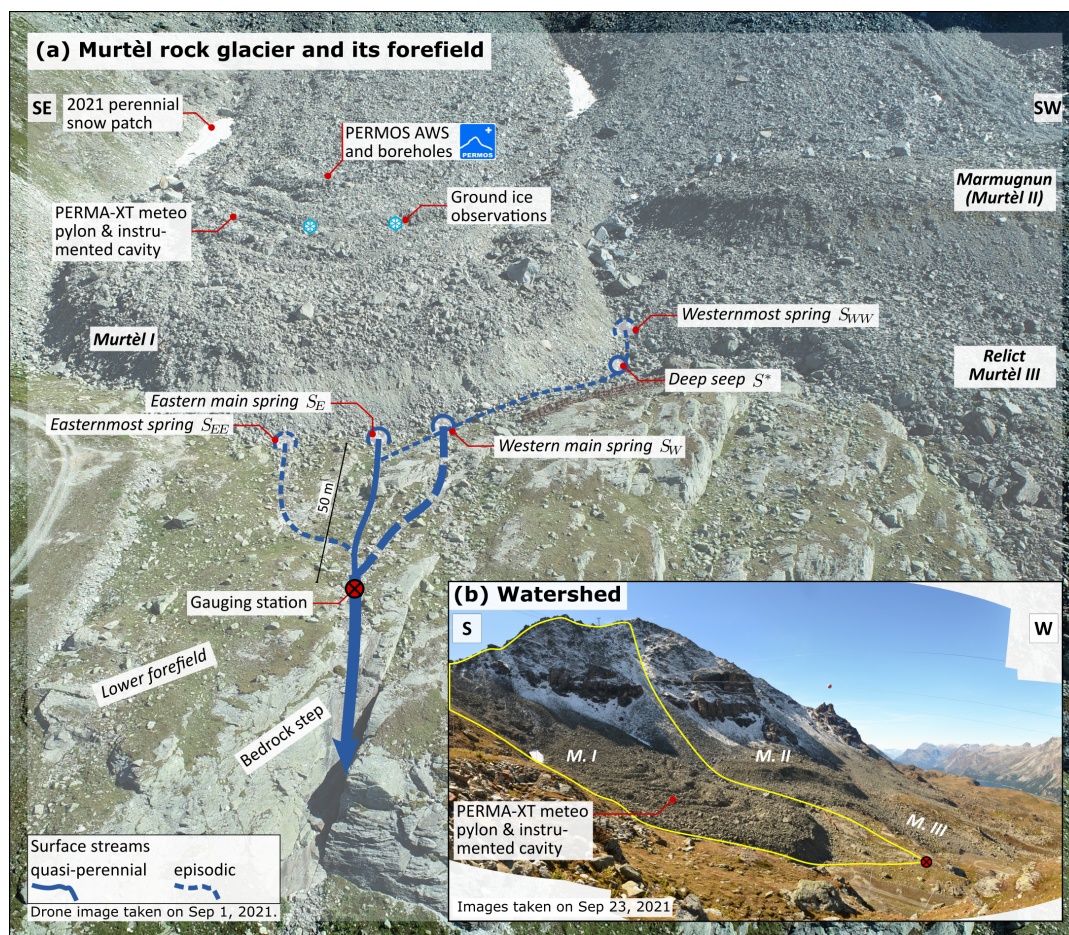 (a) Murtèl rock glacier and its forefield
SE
2021 perennial
snow patch
SW
PERMOS AWS
and boreholes
PERMOS
Marmugnun
(Murtèl II)
Ground ice
observations
PERMA-XT meteo
pylon & instru-
mented cavity
Westernmost spring S_WW
Murtèl I
Relict
Murtèl III
Deep seep S*
Eastern main spring S_E
Easternmost spring S_EE
Western main spring S_W
50 m
Gauging station
Lower forefield
Bedrock step
Surface streams
quasi-perennial
episodic
Drone image taken on Sep 1, 2021.
(b) Watershed
S
W
M. I
M. II
PERMA-XT meteo
pylon & instru-
mented cavity
M. III
Images taken on Sep 23, 2021